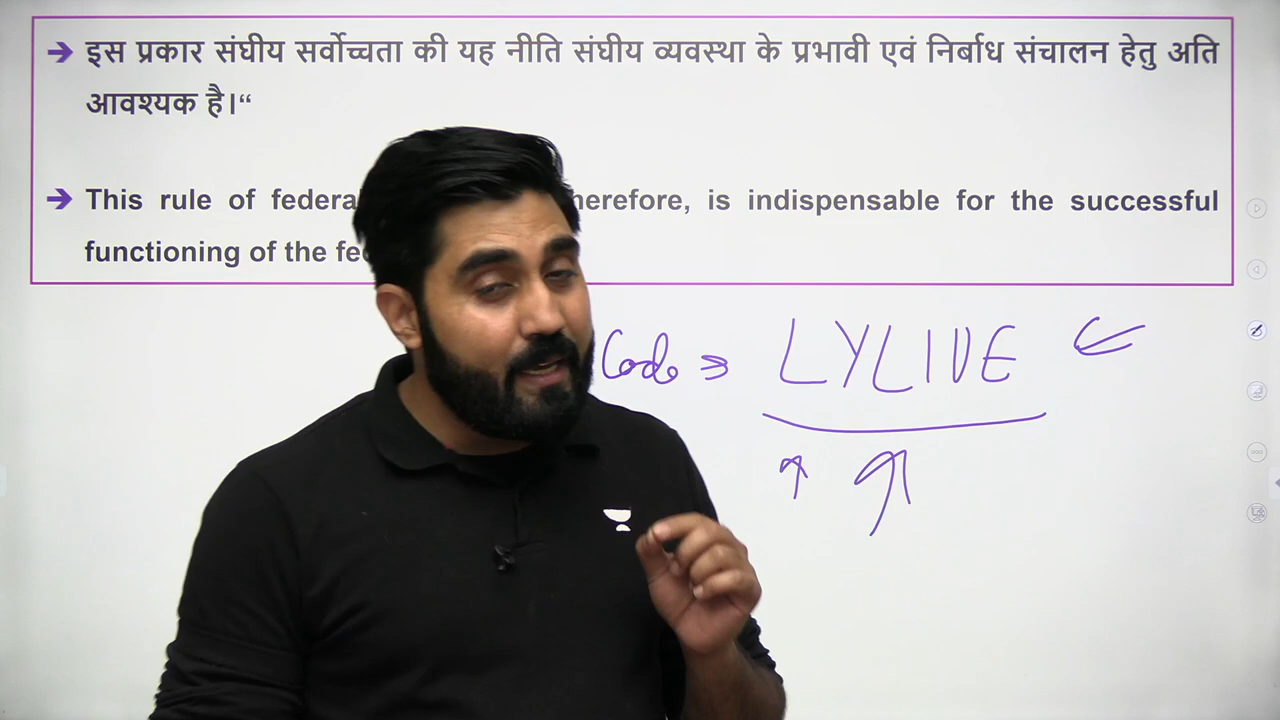 → इस प्रकार संघीय सर्वोच्चता की यह नीति संघीय व्यवस्था के प्रभावी एवं निर्बाध संचालन हेतु अति
आवश्यक है।“
→ This rule of federa herefore, is indispensable for the successful
functioning of the fe
Code ⇒ LYLIVE